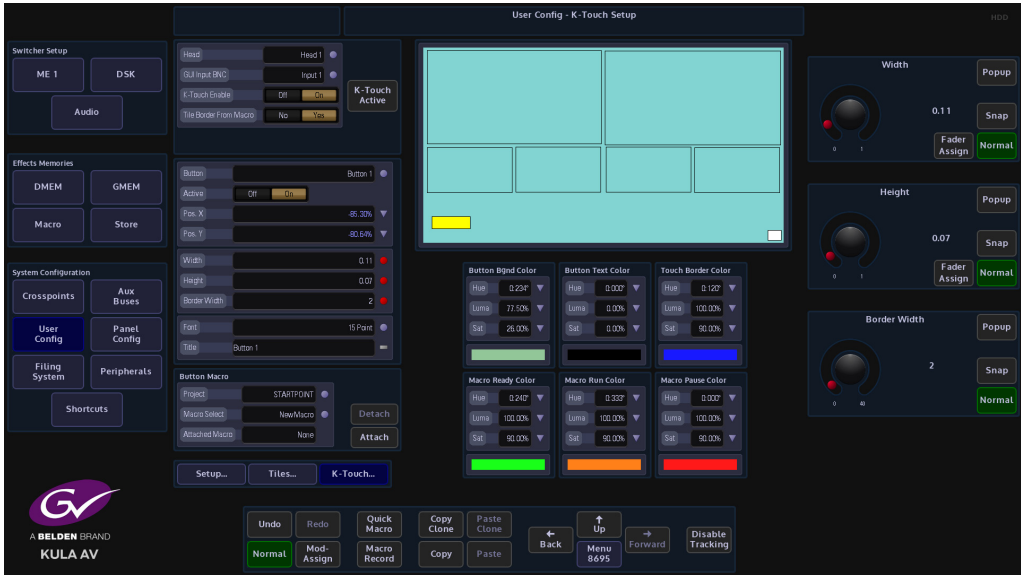 User Config - K-Touch Setup
HDD
Switcher Setup
ME 1
DSK
Audio
Effects Memories
DMEM
GMEM
Macro
Store
System Configuration
Crosspoints
Aux
Buses
User
Config
Panel
Config
Filing
System
Peripherals
Shortcuts
GV
A BELDEN BRAND
KULA AV
Head
Head 1
GUI Input BNC
Input 1
K-Touch Enable
Off
On
Tile Border From Macro
No
Yes
K-Touch
Active
Button
Button 1
Active
Off
On
Pos. X
-85.30%
Pos. Y
-80.64%
Width
0.11
Height
0.07
Border Width
2
Font
15 Point
Title
Button 1
Button Macro
Project
STARTPOINT
Macro Select
NewMacro
Attached Macro
None
Detach
Attach
Setup...
Tiles...
K-Touch...
Button Bgnd Color
Hue
0:234°
Luma
77.50%
Sat
26.00%
Button Text Color
Hue
0:000°
Luma
0.00%
Sat
0.00%
Touch Border Color
Hue
0:120°
Luma
100.00%
Sat
90.00%
Macro Ready Color
Hue
0:240°
Luma
100.00%
Sat
90.00%
Macro Run Color
Hue
0:333°
Luma
100.00%
Sat
90.00%
Macro Pause Color
Hue
0:000°
Luma
100.00%
Sat
90.00%
Width
0.11
0 1
Popup
Snap
Fader
Assign
Normal
Height
0.07
0 1
Popup
Snap
Fader
Assign
Normal
Border Width
2
0 40
Popup
Snap
Normal
Undo
Redo
Normal
Mod-
Assign
Quick
Macro
Macro
Record
Copy
Clone
Paste
Clone
Copy
Paste
← Back
↑ Up
Menu
8695
→ Forward
Disable
Tracking